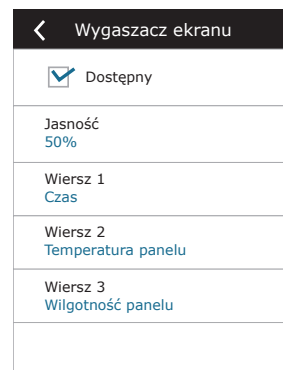 Wygaszacz ekranu
Dostępny
Jasność
50%
Wiersz 1
Czas
Wiersz 2
Temperatura panelu
Wiersz 3
Wilgotność panelu